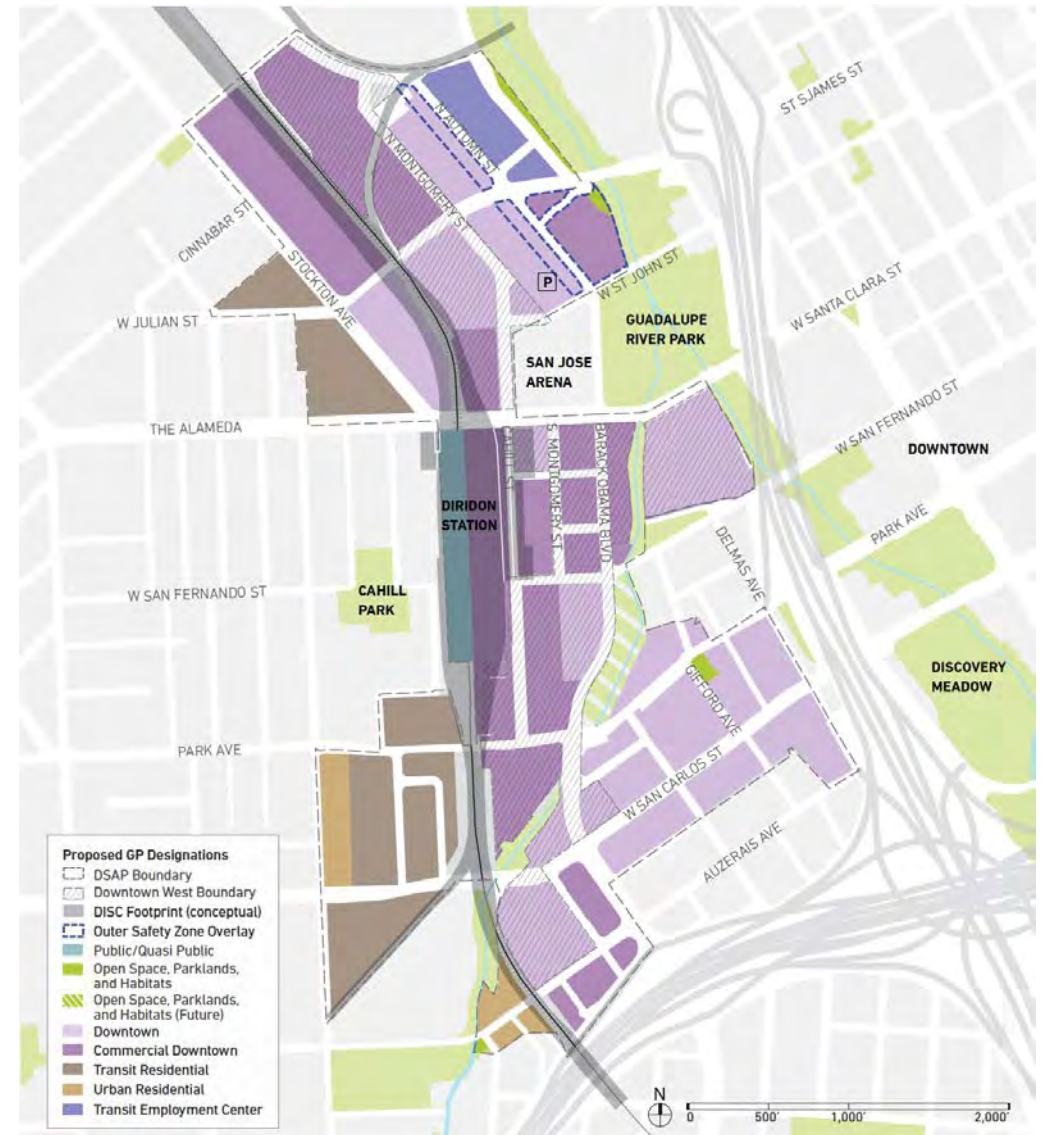 ST SJAMES ST
N AUTUMN ST
N MONTGOMERY ST
CINNABAR ST
STOCKTON AVE
P
W ST JOHN ST
W SANTA CLARA ST
W JULIAN ST
GUADALUPE
RIVER PARK
SAN JOSE
ARENA
THE ALAMEDA
W SAN FERNANDO ST
DOWNTOWN
CAHILL ST
S. MONTGOMERY ST
BARACK OBAMA BLVD
DIRIDON
STATION
PARK AVE
DELMAS AVE
W SAN FERNANDO ST
CAHILL
PARK
DISCOVERY
MEADOW
GIFFORD AVE
PARK AVE
W SAN CARLOS ST
AUZERAIS AVE
Proposed GP Designations
DSAP Boundary
Downtown West Boundary
DISC Footprint (conceptual)
Outer Safety Zone Overlay
Public/Quasi Public
Open Space, Parklands,
and Habitats
Open Space, Parklands,
and Habitats (Future)
Downtown
Commercial Downtown
Transit Residential
Urban Residential
Transit Employment Center
N
0 500' 1,000' 2,000'